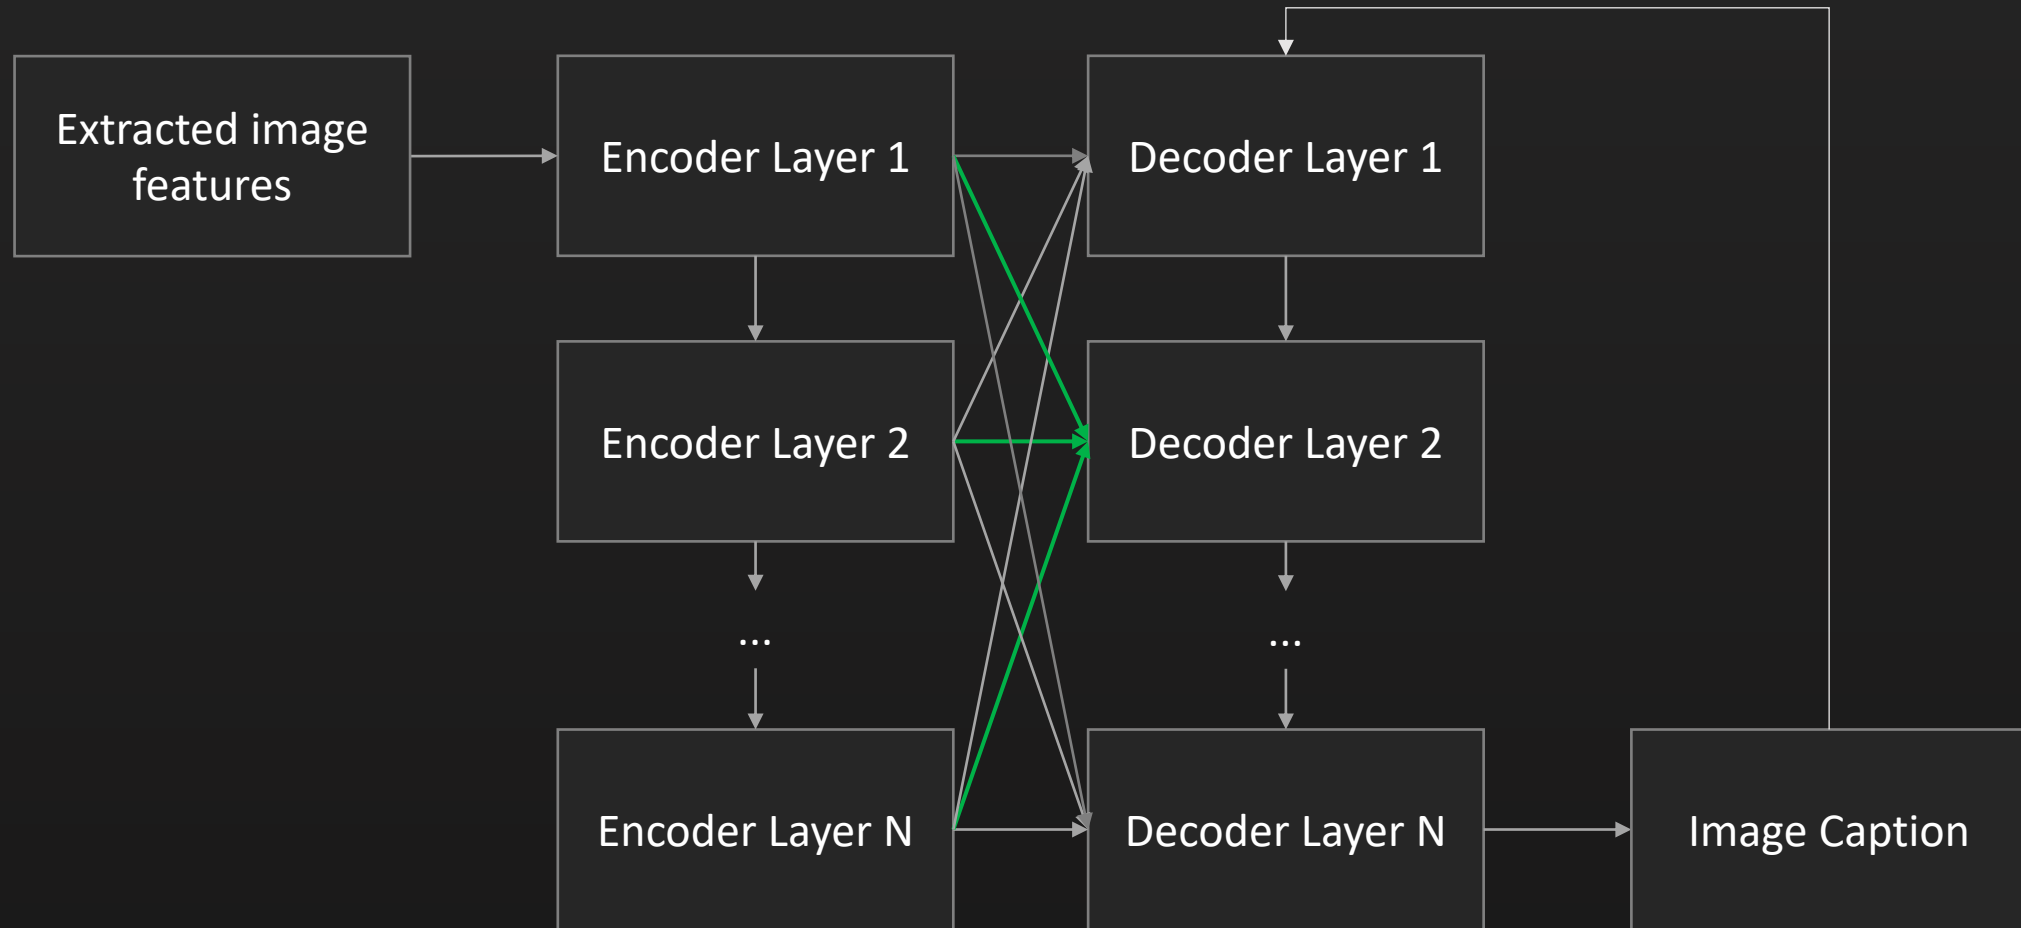 Extracted image
features
Encoder Layer 1
Decoder Layer 1
Encoder Layer 2
Decoder Layer 2
...
...
Encoder Layer N
Decoder Layer N
Image Caption